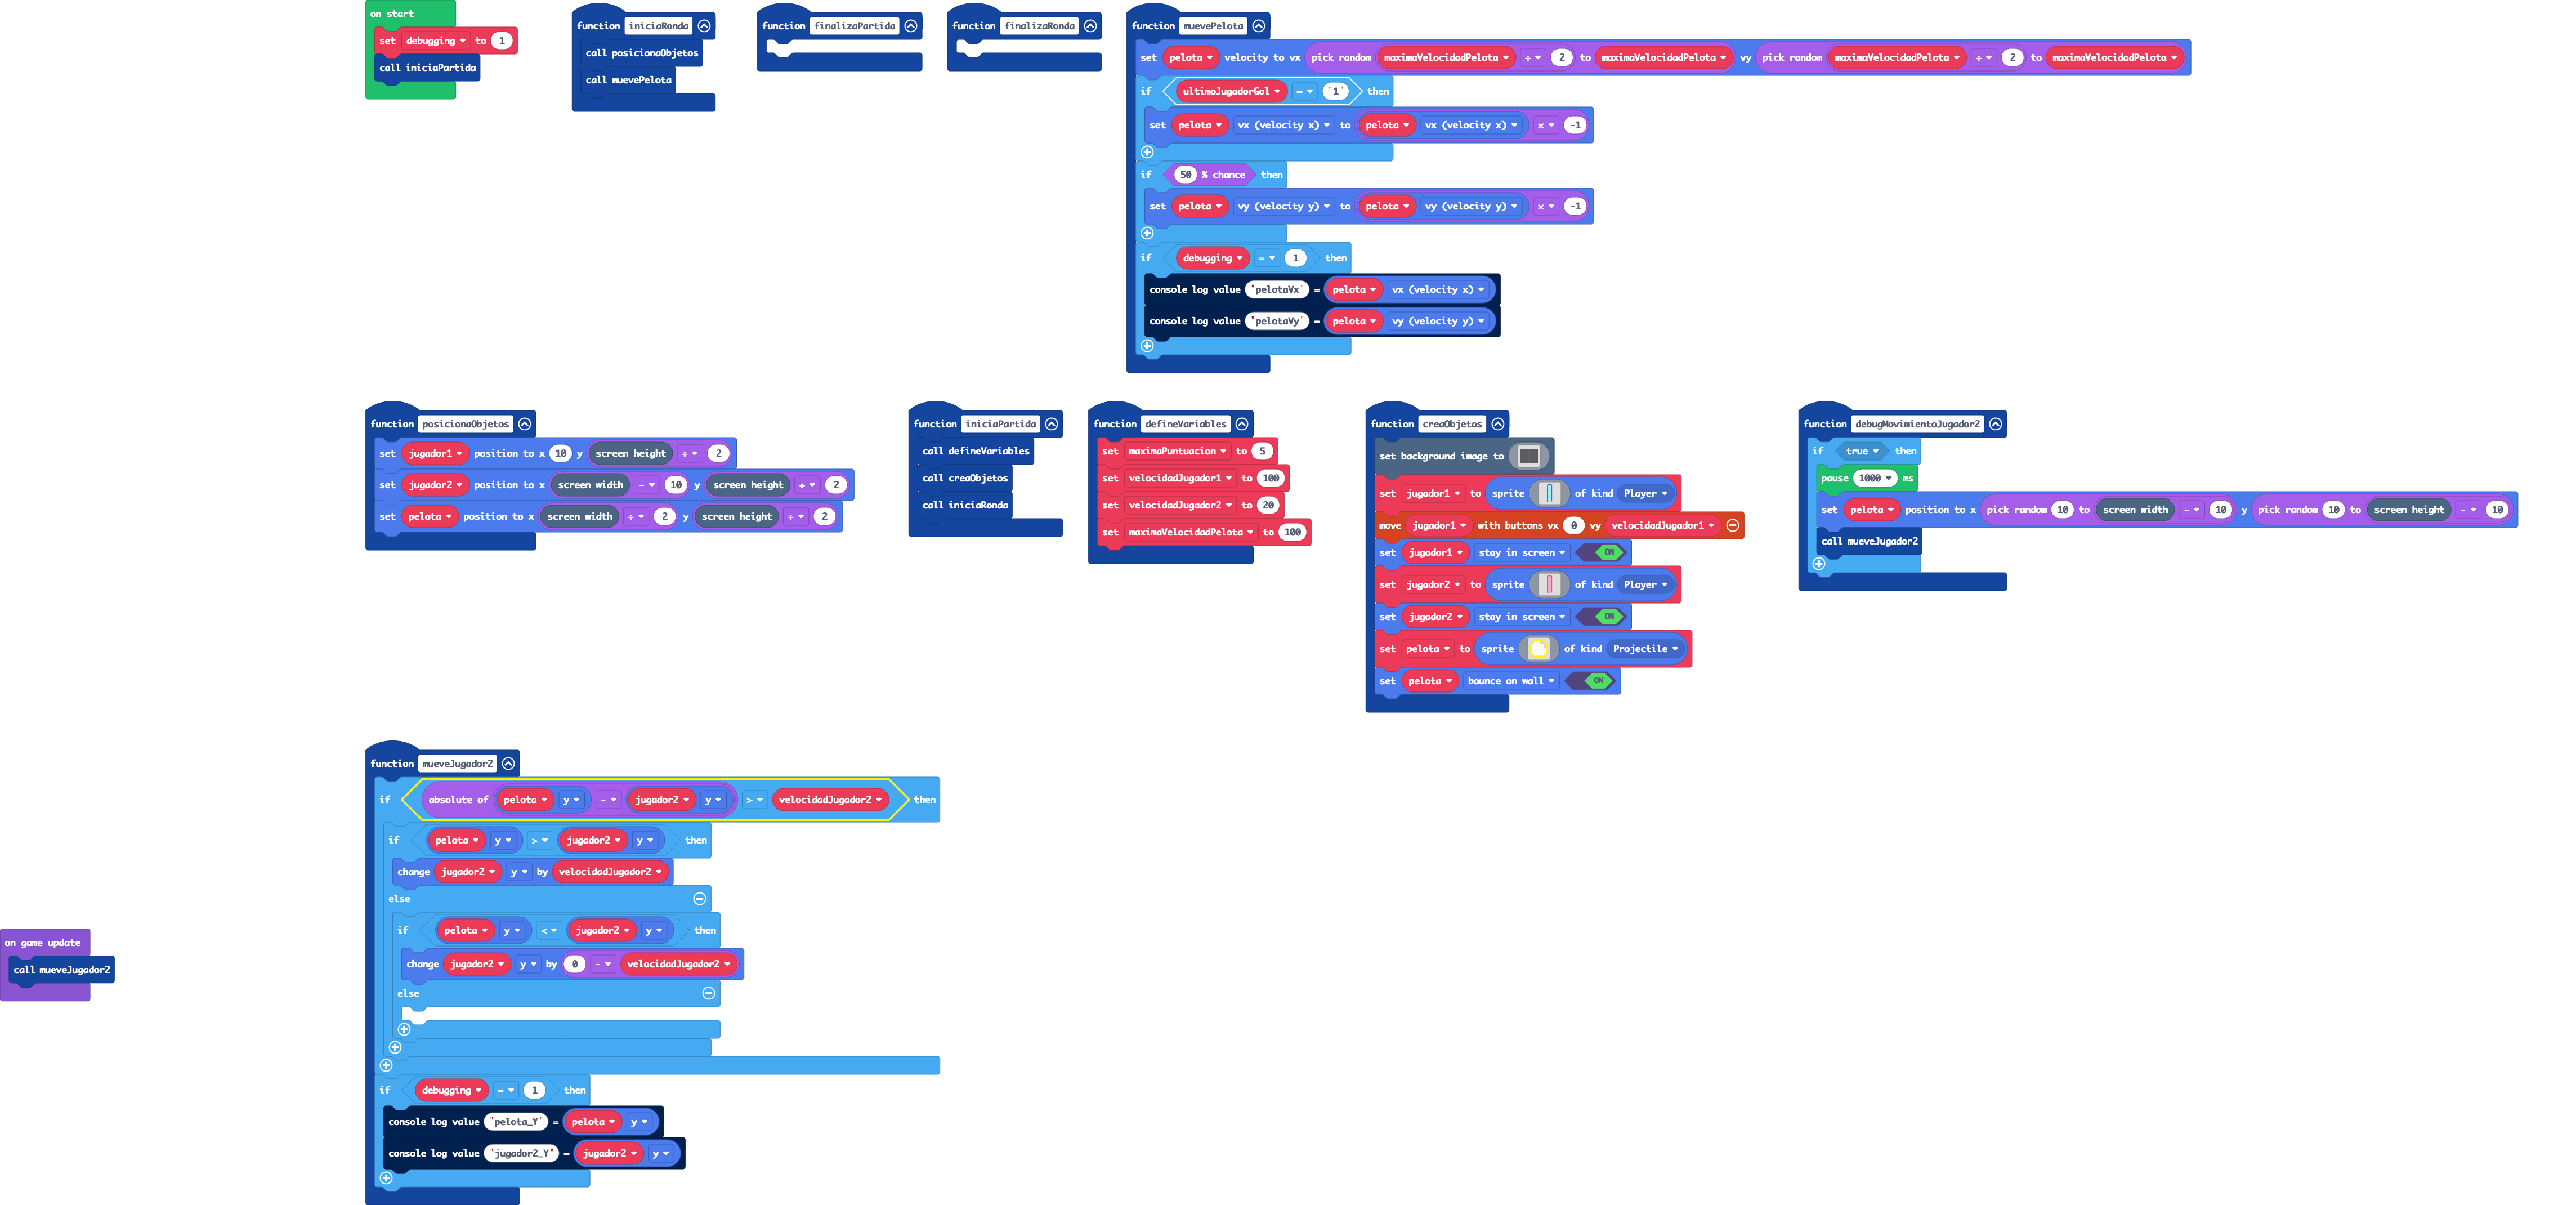 on start
set debugging to 1
call iniciaPartida
function iniciaRonda
call posicionaObjetos
call muevePelota
function finalizaPartida
function finalizaRonda
function muevePelota
set pelota velocity to vx pick random maximaVelocidadPelota ÷ 2 to maximaVelocidadPelota vy pick random maximaVelocidadPelota ÷ 2 to maximaVelocidadPelota
if ultimoJugadorGol = "1" then
set pelota vx (velocity x) to pelota vx (velocity x) × -1
if 50 % chance then
set pelota vy (velocity y) to pelota vy (velocity y) × -1
if debugging = 1 then
console log value "pelotaVx" = pelota vx (velocity x)
console log value "pelotaVy" = pelota vy (velocity y)
function posicionaObjetos
set jugador1 position to x 10 y screen height ÷ 2
set jugador2 position to x screen width - 10 y screen height ÷ 2
set pelota position to x screen width ÷ 2 y screen height ÷ 2
function iniciaPartida
call defineVariables
call creaObjetos
call iniciaRonda
function defineVariables
set maximaPuntuacion to 5
set velocidadJugador1 to 100
set velocidadJugador2 to 20
set maximaVelocidadPelota to 100
function creaObjetos
set background image to
set jugador1 to sprite of kind Player
move jugador1 with buttons vx 0 vy velocidadJugador1
set jugador1 stay in screen ON
set jugador2 to sprite of kind Player
set jugador2 stay in screen ON
set pelota to sprite of kind Projectile
set pelota bounce on wall ON
function debugMovimientoJugador2
if true then
pause 1000 ms
set pelota position to x pick random 10 to screen width - 10 y pick random 10 to screen height - 10
call mueveJugador2
function mueveJugador2
if absolute of pelota y - jugador2 y > velocidadJugador2 then
if pelota y > jugador2 y then
change jugador2 y by velocidadJugador2
else
if pelota y < jugador2 y then
change jugador2 y by 0 - velocidadJugador2
else
if debugging = 1 then
console log value "pelota_Y" = pelota y
console log value "jugador2_Y" = jugador2 y
on game update
call mueveJugador2